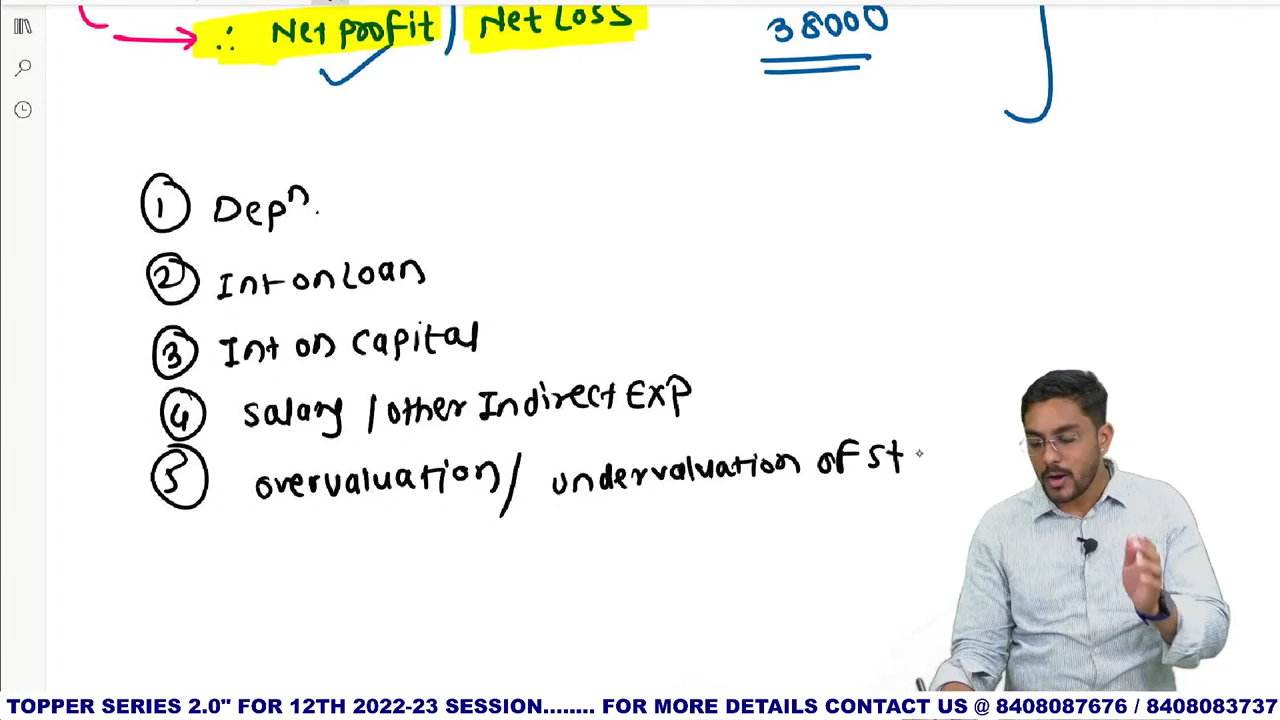 ∴ Net profit / Net Loss 38000
① Depⁿ.
② Int on Loan
③ Int on capital
④ salary / other Indirect Exp
⑤ overvaluation / undervaluation of st
TOPPER SERIES 2.0" FOR 12TH 2022-23 SESSION........ FOR MORE DETAILS CONTACT US @ 8408087676 / 8408083737